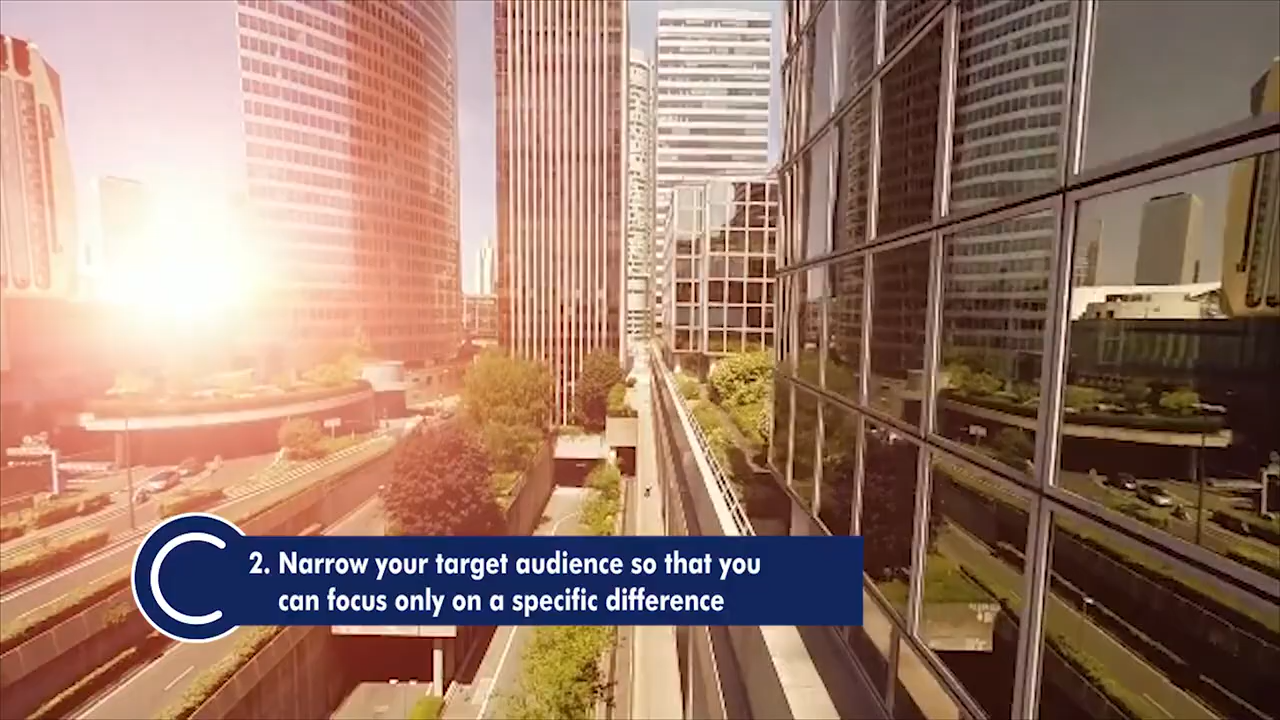 2. Narrow your target audience so that you
can focus only on a specific difference